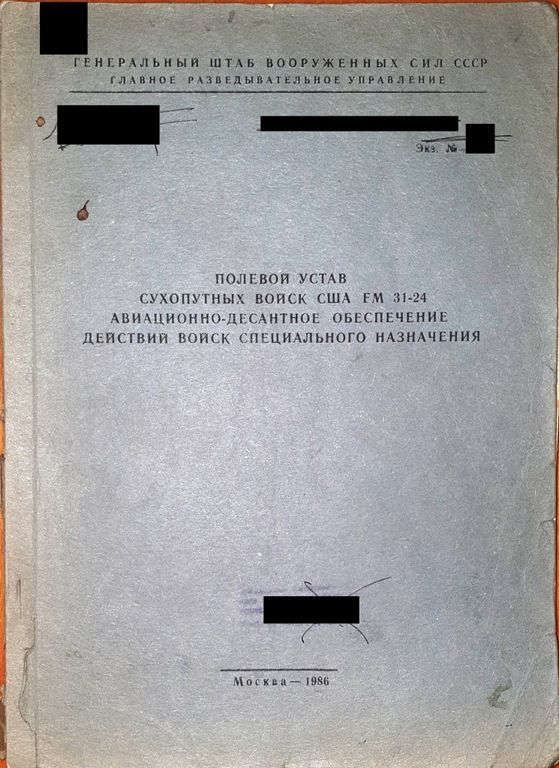 ГЕНЕРАЛЬНЫЙ ШТАБ ВООРУЖЕННЫХ СИЛ СССР
ГЛАВНОЕ РАЗВЕДЫВАТЕЛЬНОЕ УПРАВЛЕНИЕ
Экз. №
ПОЛЕВОЙ УСТАВ
СУХОПУТНЫХ ВОЙСК США FM 31-24
АВИАЦИОННО-ДЕСАНТНОЕ ОБЕСПЕЧЕНИЕ
ДЕЙСТВИЙ ВОЙСК СПЕЦИАЛЬНОГО НАЗНАЧЕНИЯ
Москва — 1986